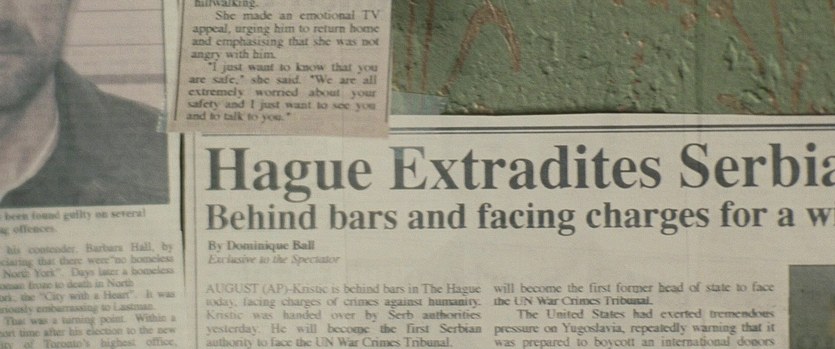 hillwalking.
She made an emotional TV
appeal, urging him to return home
and emphasising that she was not
angry with him.
"I just want to know that you
are safe," she said. "We are all
extremely worried about your
safety and I just want to see you
and to talk to you."
been found guilty on several
offences.
his contender, Barbara Hall, by
that there were "no homeless
North York". Days later a homeless
froze to death in North
the "City with a Heart". It was
embarrassing to Lastman.
That was a turning point. Within a
time after his election to the new
of Toronto's highest office,
Hague Extradites Serbia
Behind bars and facing charges for a w
By Dominique Ball
Exclusive to the Spectator
AUGUST (AP)-Kristic is behind bars in The Hague
today, facing charges of crimes against humanity.
Kristic was handed over by Serb authorities
yesterday. He will become the first Serbian
authority to face the UN War Crimes Tribunal.
will become the first former head of state to face
the UN War Crimes Tribunal.
The United States had exerted tremendous
pressure on Yugoslavia, repeatedly warning that it
was prepared to boycott an international donors